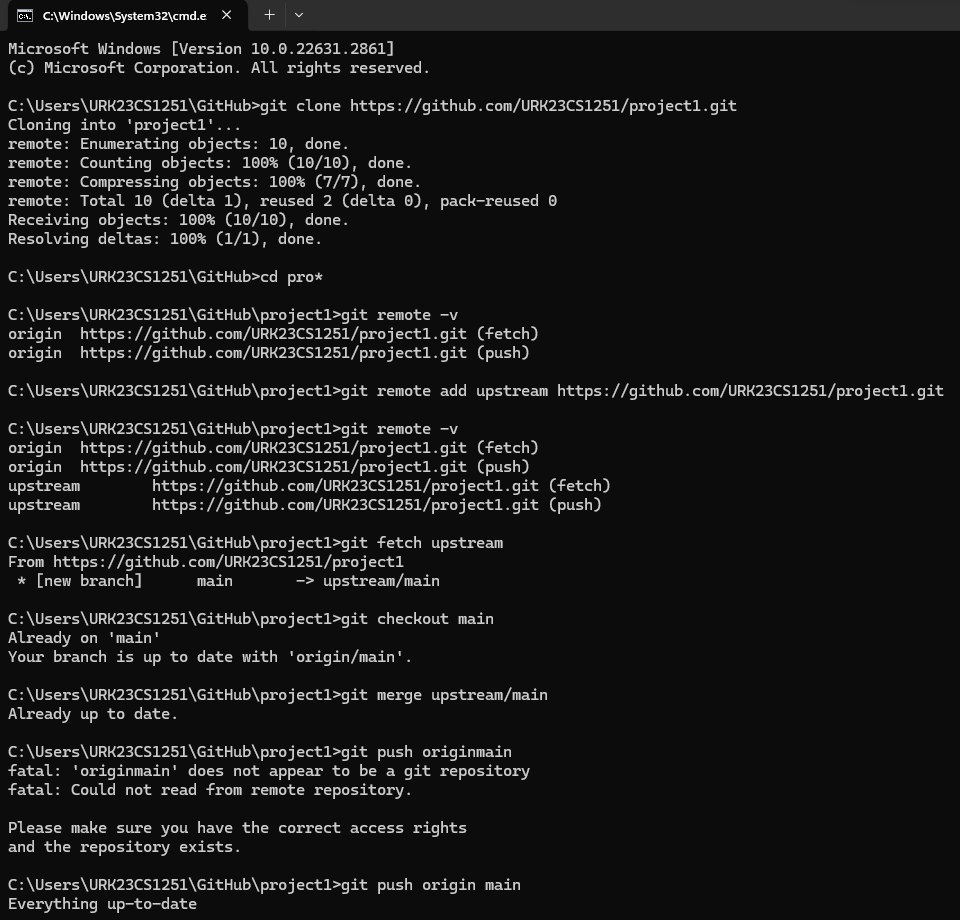 C:\Windows\System32\cmd.e
Microsoft Windows [Version 10.0.22631.2861]
(c) Microsoft Corporation. All rights reserved.
C:\Users\URK23CS1251\GitHub>git clone https://github.com/URK23CS1251/project1.git
Cloning into 'project1'...
remote: Enumerating objects: 10, done.
remote: Counting objects: 100% (10/10), done.
remote: Compressing objects: 100% (7/7), done.
remote: Total 10 (delta 1), reused 2 (delta 0), pack-reused 0
Receiving objects: 100% (10/10), done.
Resolving deltas: 100% (1/1), done.
C:\Users\URK23CS1251\GitHub>cd pro*
C:\Users\URK23CS1251\GitHub\project1>git remote -v
origin  https://github.com/URK23CS1251/project1.git (fetch)
origin  https://github.com/URK23CS1251/project1.git (push)
C:\Users\URK23CS1251\GitHub\project1>git remote add upstream https://github.com/URK23CS1251/project1.git
C:\Users\URK23CS1251\GitHub\project1>git remote -v
origin  https://github.com/URK23CS1251/project1.git (fetch)
origin  https://github.com/URK23CS1251/project1.git (push)
upstream        https://github.com/URK23CS1251/project1.git (fetch)
upstream        https://github.com/URK23CS1251/project1.git (push)
C:\Users\URK23CS1251\GitHub\project1>git fetch upstream
From https://github.com/URK23CS1251/project1
 * [new branch]      main       -> upstream/main
C:\Users\URK23CS1251\GitHub\project1>git checkout main
Already on 'main'
Your branch is up to date with 'origin/main'.
C:\Users\URK23CS1251\GitHub\project1>git merge upstream/main
Already up to date.
C:\Users\URK23CS1251\GitHub\project1>git push originmain
fatal: 'originmain' does not appear to be a git repository
fatal: Could not read from remote repository.
Please make sure you have the correct access rights
and the repository exists.
C:\Users\URK23CS1251\GitHub\project1>git push origin main
Everything up-to-date